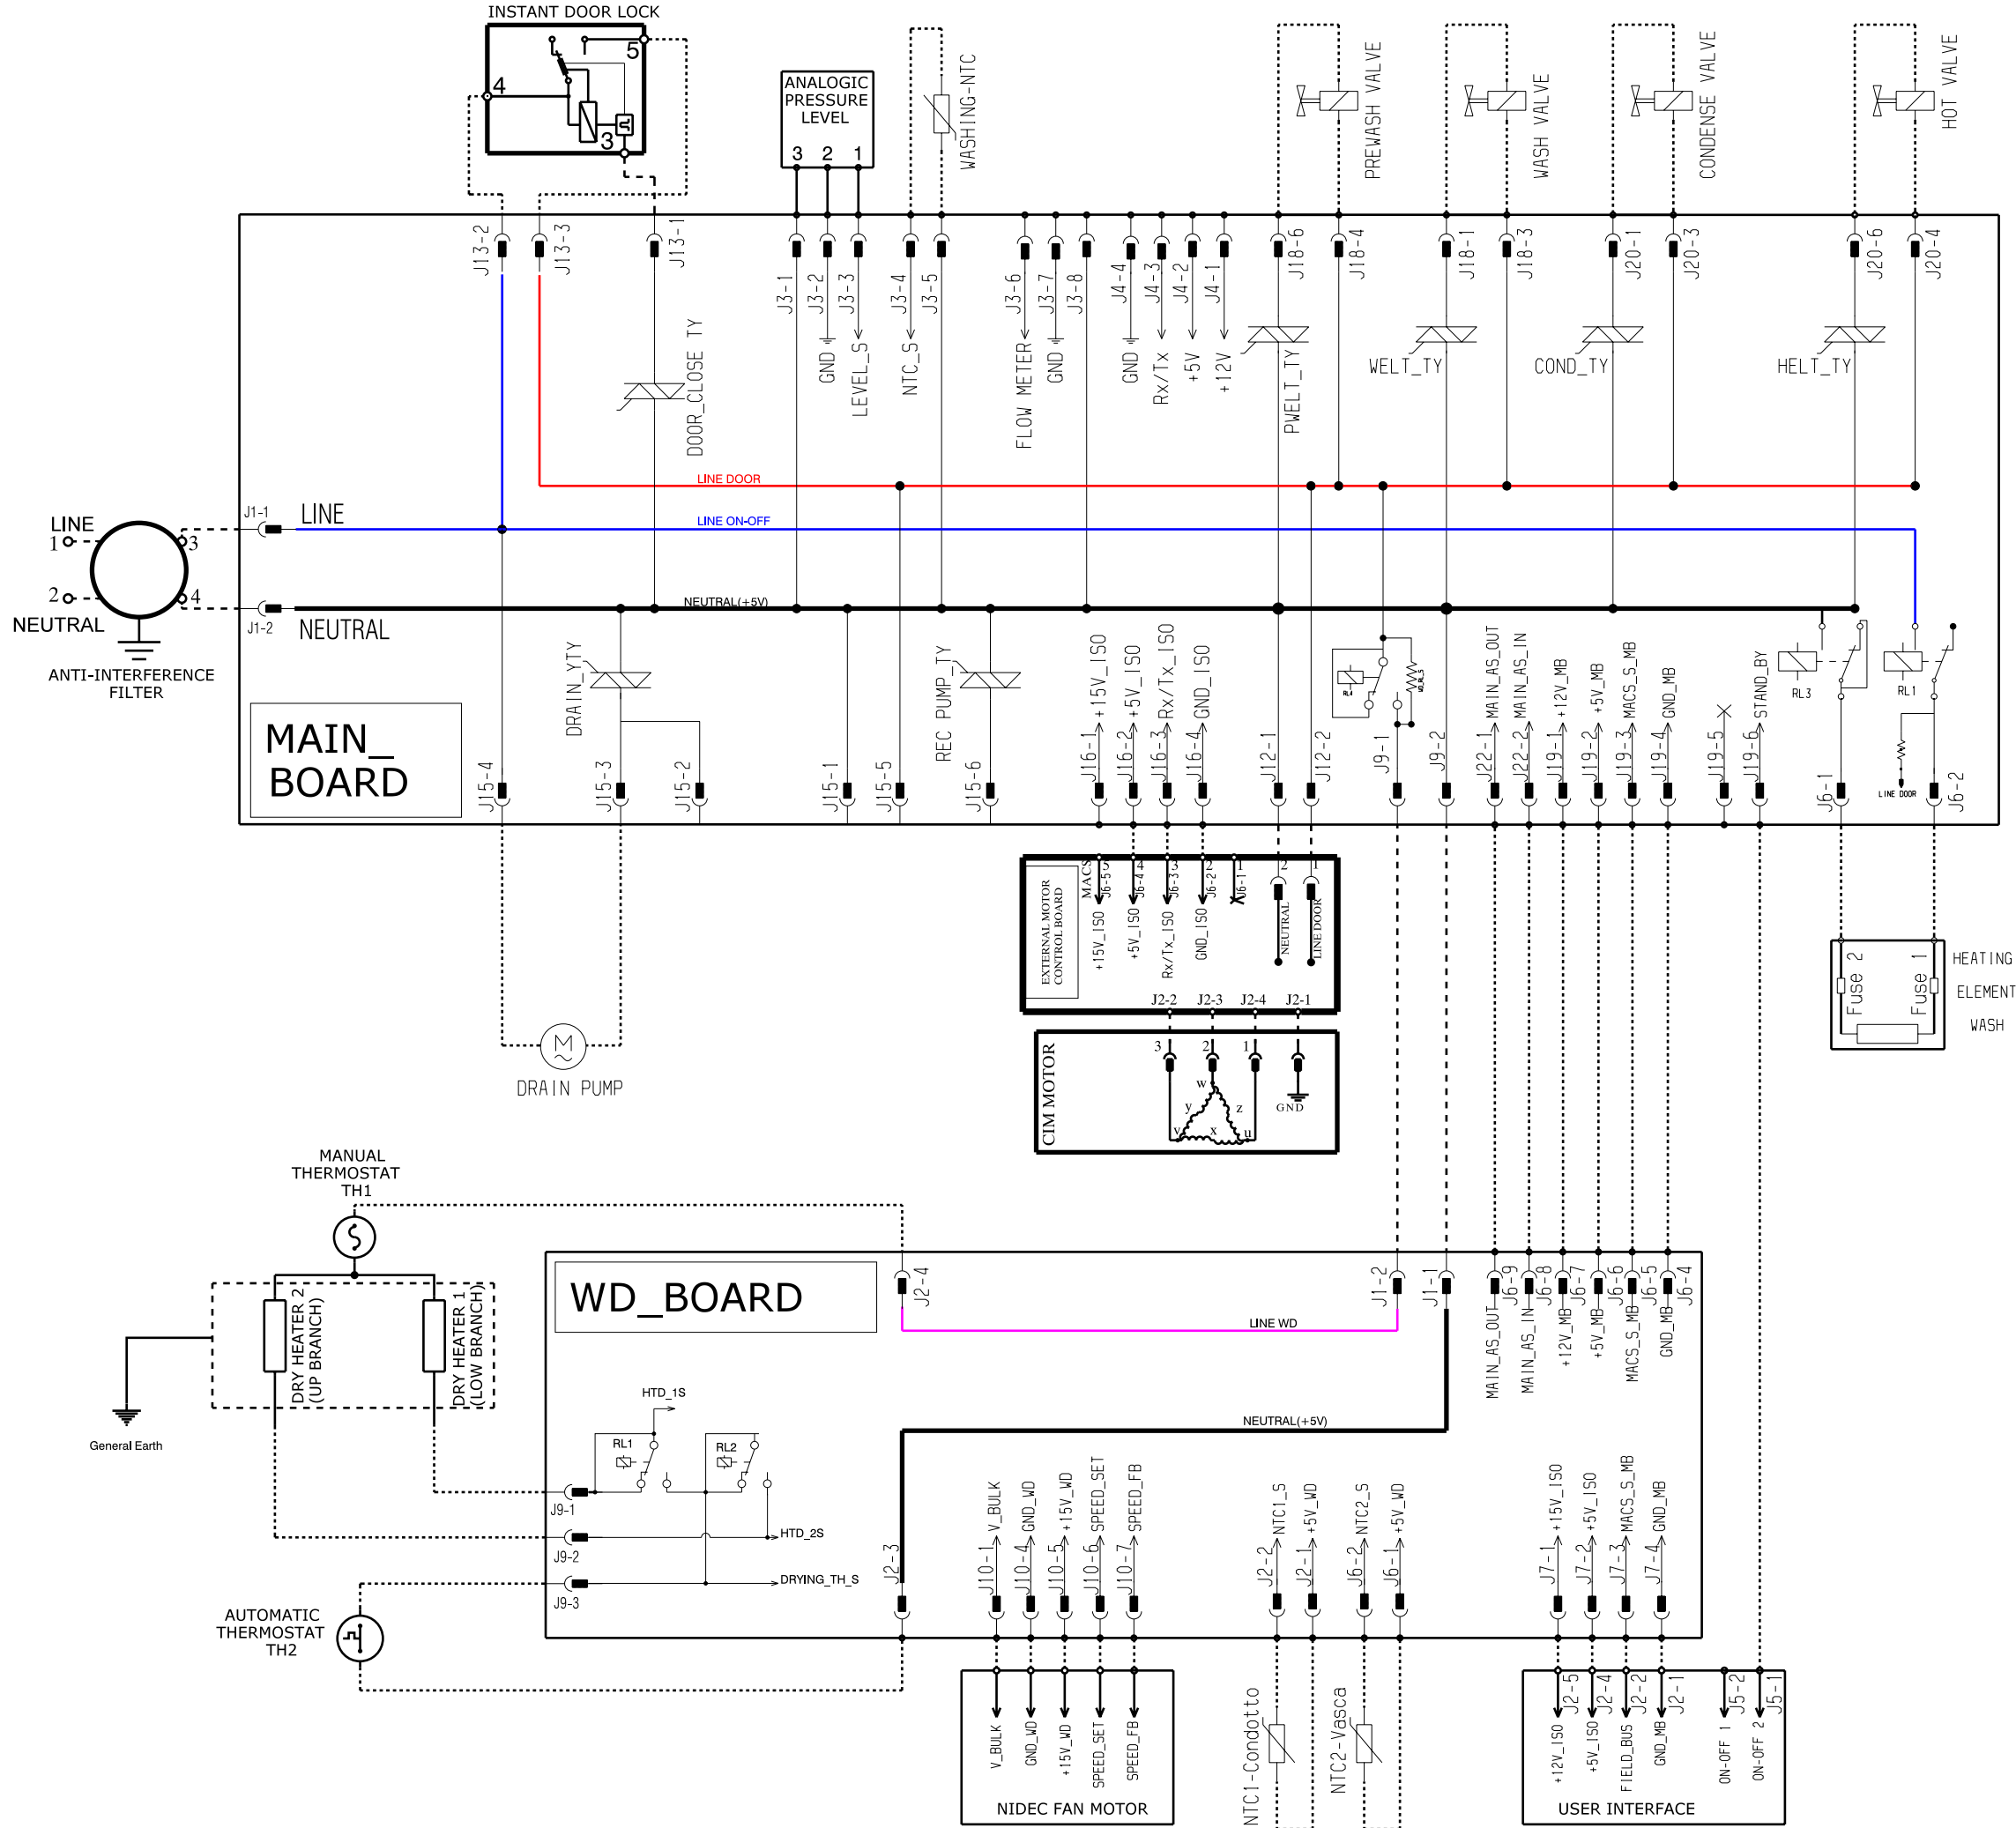 INSTANT DOOR LOCK
5
4
3
ANALOGIC
PRESSURE
LEVEL
3 2 1
WASHING-NTC
PREWASH VALVE
WASH VALVE
CONDENSE VALVE
HOT VALVE
J13-2
J13-3
J13-1
J3-1
J3-2
J3-3
J3-4
J3-5
J3-6
J3-7
J3-8
J4-4
J4-3
J4-2
J4-1
J18-6
J18-4
J18-1
J18-3
J20-1
J20-3
J20-6
J20-4
DOOR_CLOSE TY
GND
LEVEL_S
NTC_S
FLOW METER
GND
GND
Rx/Tx
+5V
+12V
PWELT_TY
WELT_TY
COND_TY
HELT_TY
LINE DOOR
LINE ON-OFF
NEUTRAL(+5V)
LINE
1
2
NEUTRAL
3
4
ANTI-INTERFERENCE
FILTER
J1-1
LINE
J1-2
NEUTRAL
MAIN_
BOARD
DRAIN_YTY
REC PUMP_TY
+15V_ISO
+5V_ISO
Rx/Tx_ISO
GND_ISO
RL4
MAIN_AS_OUT
MAIN_AS_IN
+12V_MB
+5V_MB
MACS_S_MB
GND_MB
STAND_BY
RL3
RL1
LINE DOOR
J15-4
J15-3
J15-2
J15-1
J15-5
J15-6
J16-1
J16-2
J16-3
J16-4
J12-1
J12-2
J9-1
J9-2
J22-1
J22-2
J19-1
J19-2
J19-3
J19-4
J19-5
J19-6
J6-1
J6-2
DRAIN PUMP
EXTERNAL MOTOR
CONTROL BOARD
MACS
5 4 3 2 1 2 1
J6-5
J6-4
J6-3
J6-2
J6-1
+15V_ISO
+5V_ISO
Rx/Tx_ISO
GND_ISO
NEUTRAL
LINE DOOR
J2-2 J2-3 J2-4 J2-1
CIM MOTOR
3 2 1
w
y z
v x u
GND
Fuse 2
Fuse 1
HEATING
ELEMENT
WASH
MANUAL
THERMOSTAT
TH1
DRY HEATER 2
(UP BRANCH)
DRY HEATER 1
(LOW BRANCH)
General Earth
AUTOMATIC
THERMOSTAT
TH2
WD_BOARD
J2-4
J1-2
J1-1
J6-9
J6-8
J6-7
J6-6
J6-5
J6-4
LINE WD
MAIN_AS_OUT
MAIN_AS_IN
+12V_MB
+5V_MB
MACS_S_MB
GND_MB
HTD_1S
RL1
RL2
NEUTRAL(+5V)
J9-1
J9-2
HTD_2S
J9-3
DRYING_TH_S
J2-3
V_BULK
GND_WD
+15V_WD
SPEED_SET
SPEED_FB
J10-1
J10-4
J10-5
J10-6
J10-7
NTC1_S
+5V_WD
NTC2_S
+5V_WD
J2-2
J2-1
J6-2
J6-1
+15V_ISO
+5V_ISO
MACS_S_MB
GND_MB
J7-1
J7-2
J7-3
J7-4
V_BULK
GND_WD
+15V_WD
SPEED_SET
SPEED_FB
NIDEC FAN MOTOR
NTC1-Condotto
NTC2-Vasca
J2-5
J2-4
J2-2
J2-1
J5-2
J5-1
+12V_ISO
+5V_ISO
FIELD_BUS
GND_MB
ON-OFF 1
ON-OFF 2
USER INTERFACE